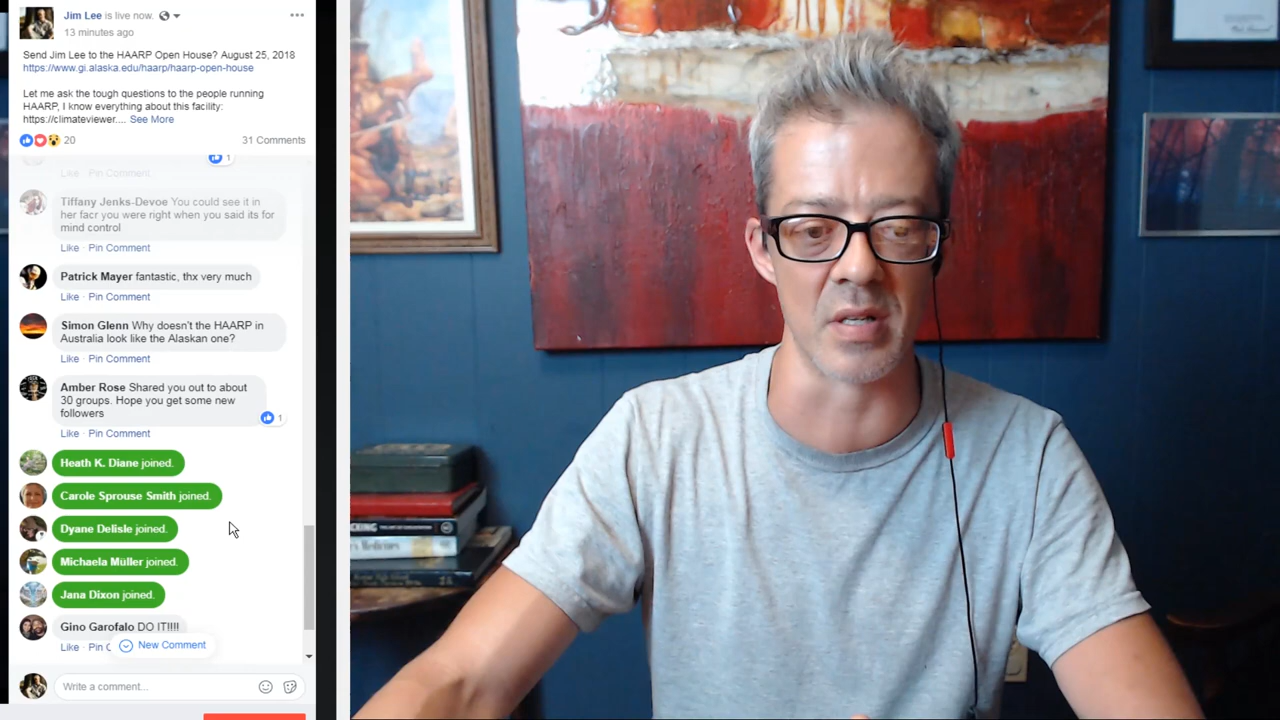 Jim Lee is live now.
13 minutes ago
Send Jim Lee to the HAARP Open House? August 25, 2018
https://www.gi.alaska.edu/haarp/haarp-open-house
Let me ask the tough questions to the people running
HAARP, I know everything about this facility:
https://climateviewer.... See More
20
31 Comments
1
Like · Pin Comment
Tiffany Jenks-Devoe You could see it in
her facr you were right when you said its for
mind control
Like · Pin Comment
Patrick Mayer fantastic, thx very much
Like · Pin Comment
Simon Glenn Why doesn't the HAARP in
Australia look like the Alaskan one?
Like · Pin Comment
Amber Rose Shared you out to about
30 groups. Hope you get some new
followers
1
Like · Pin Comment
Heath K. Diane joined.
Carole Sprouse Smith joined.
Dyane Delisle joined.
Michaela Müller joined.
Jana Dixon joined.
Gino Garofalo DO IT!!!!
Like · Pin C
New Comment
Write a comment...